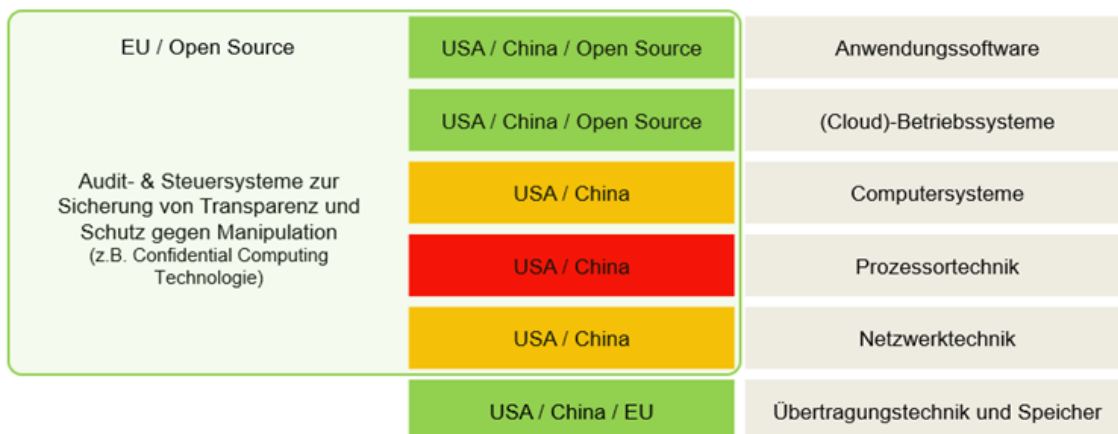 EU / Open Source
USA / China / Open Source
Anwendungssoftware
USA / China / Open Source
(Cloud)-Betriebssysteme
Audit- & Steuersysteme zur
Sicherung von Transparenz und
Schutz gegen Manipulation
(z.B. Confidential Computing
Technologie)
USA / China
Computersysteme
USA / China
Prozessortechnik
USA / China
Netzwerktechnik
USA / China / EU
Übertragungstechnik und Speicher